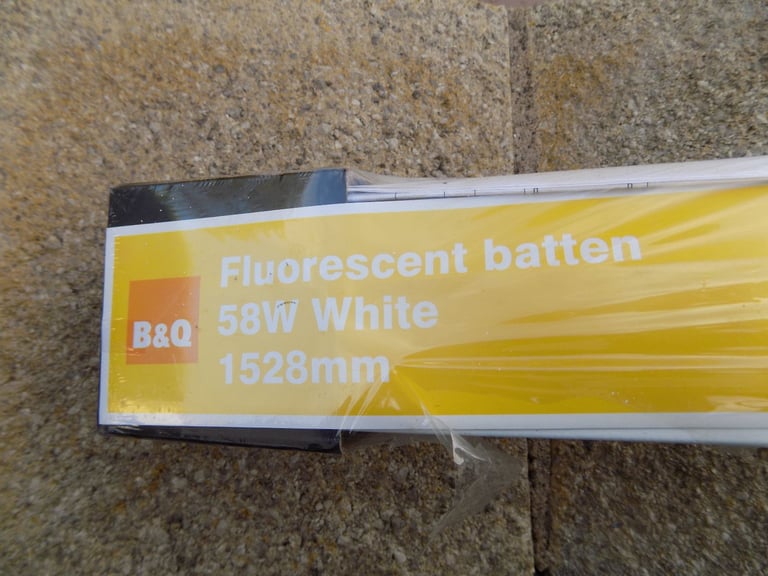 B&Q
Fluorescent batten
58W White
1528mm